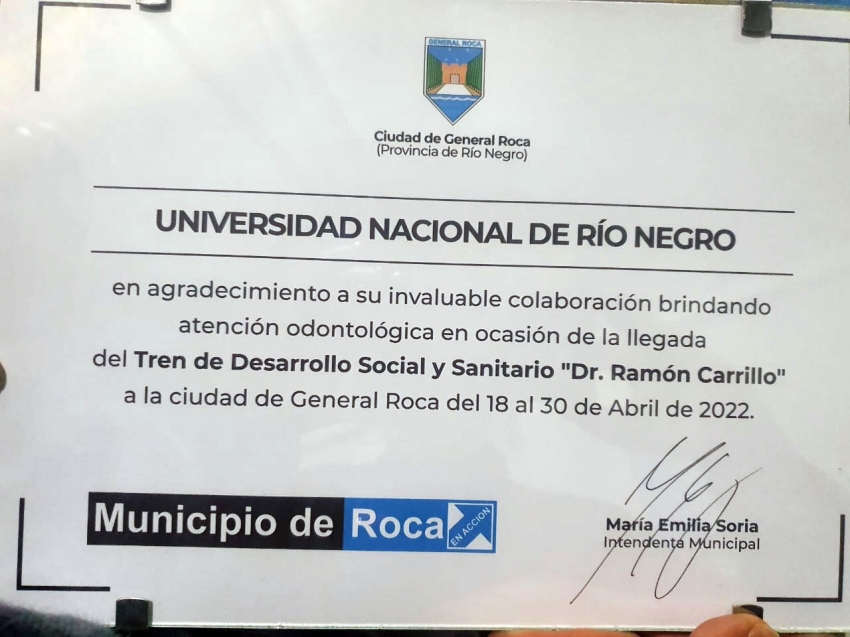 GENERAL ROCA
Ciudad de General Roca
(Provincia de Río Negro)
UNIVERSIDAD NACIONAL DE RÍO NEGRO
en agradecimiento a su invaluable colaboración brindando
atención odontológica en ocasión de la llegada
del Tren de Desarrollo Social y Sanitario "Dr. Ramón Carrillo"
a la ciudad de General Roca del 18 al 30 de Abril de 2022.
Municipio de Roca
EN ACCION
María Emilia Soria
Intendenta Municipal